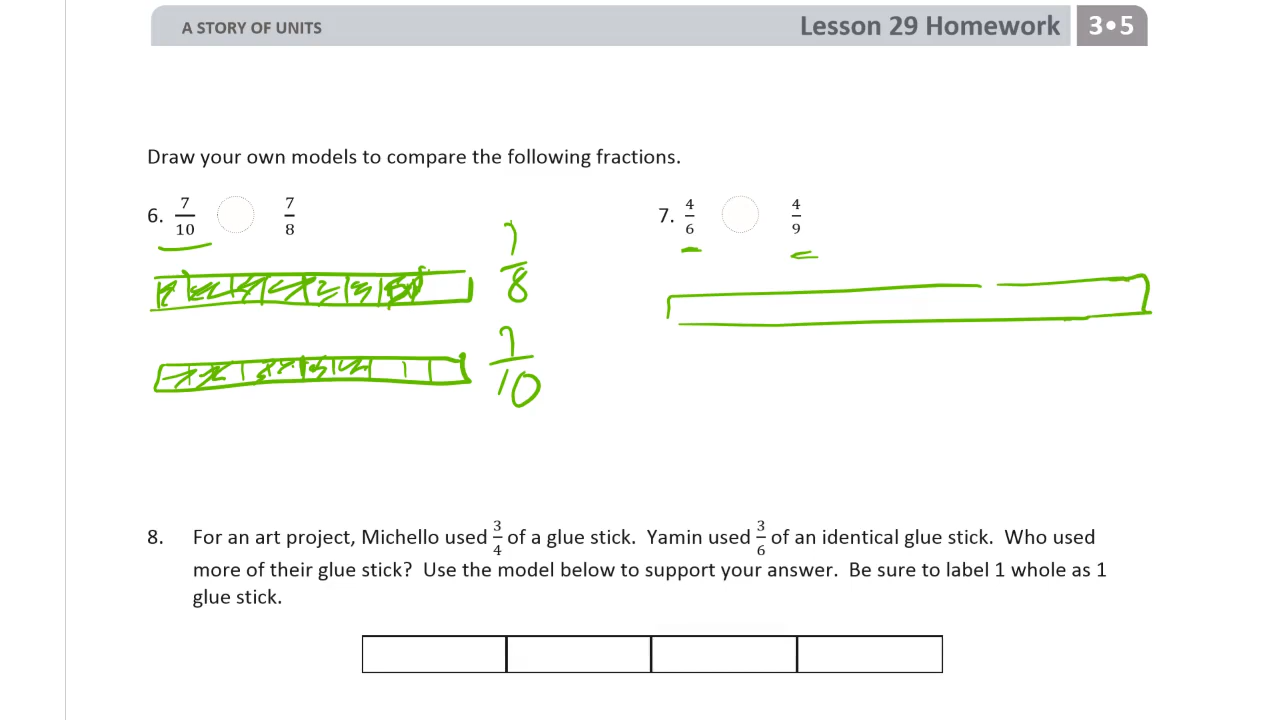 A STORY OF UNITS
Lesson 29 Homework 3•5
Draw your own models to compare the following fractions.
6. 7/10 7/8
7. 4/6 4/9
7/8
7/10
8. For an art project, Michello used 3/4 of a glue stick. Yamin used 3/6 of an identical glue stick. Who used
more of their glue stick? Use the model below to support your answer. Be sure to label 1 whole as 1
glue stick.